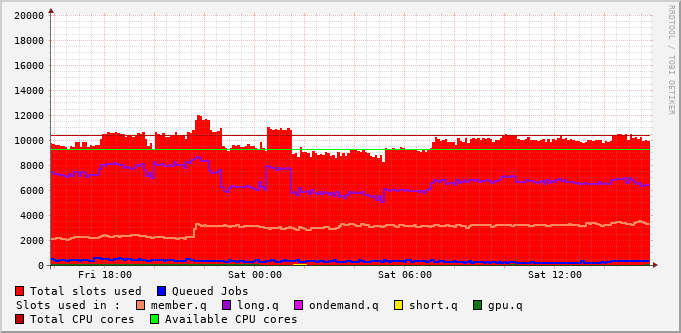 20000
18000
16000
14000
12000
10000
8000
6000
4000
2000
0
Fri 18:00 Sat 00:00 Sat 06:00 Sat 12:00
RRDTOOL / TOBI OETIKER
Total slots used Queued Jobs
Slots used in : member.q long.q ondemand.q short.q gpu.q
Total CPU cores Available CPU cores